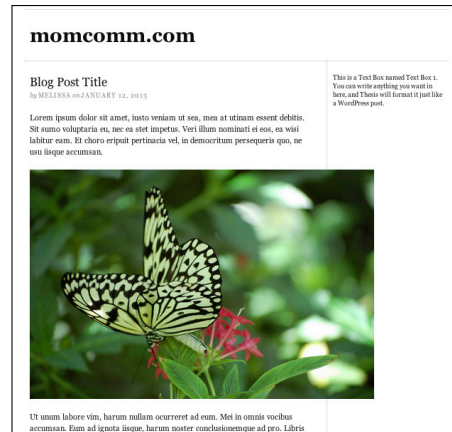 momcomm.com
Blog Post Title
by MELISSA on JANUARY 12, 2013
Lorem ipsum dolor sit amet, iusto veniam ut sea, mea at utinam essent debitis.
Sit sumo voluptaria eu, nec ea stet impetus. Veri illum nominati ei eos, ea wisi
labitur eam. Et choro eripuit pertinacia vel, in democritum persequeris quo, ne
usu iisque accumsan.
Ut unum labore vim, harum nullam ocurreret ad eum. Mei in omnis vocibus
accumsan. Eum ad ignota iisque, harum noster conclusionemque ad pro. Libris
This is a Text Box named Text Box 1.
You can write anything you want in
here, and Thesis will format it just like
a WordPress post.